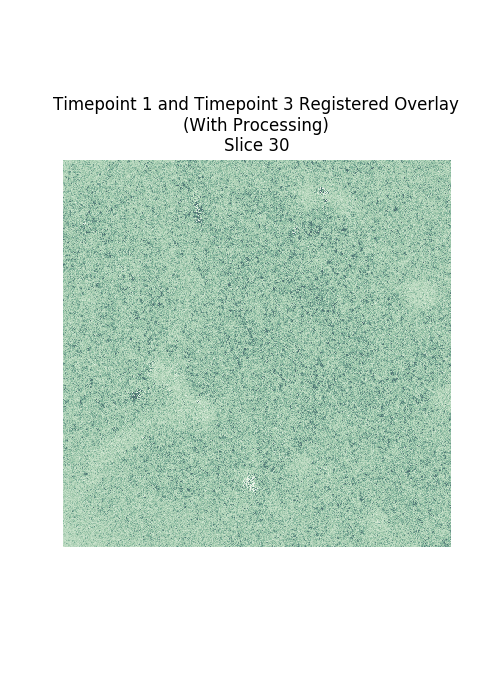 Timepoint 1 and Timepoint 3 Registered Overlay
(With Processing)
Slice 30